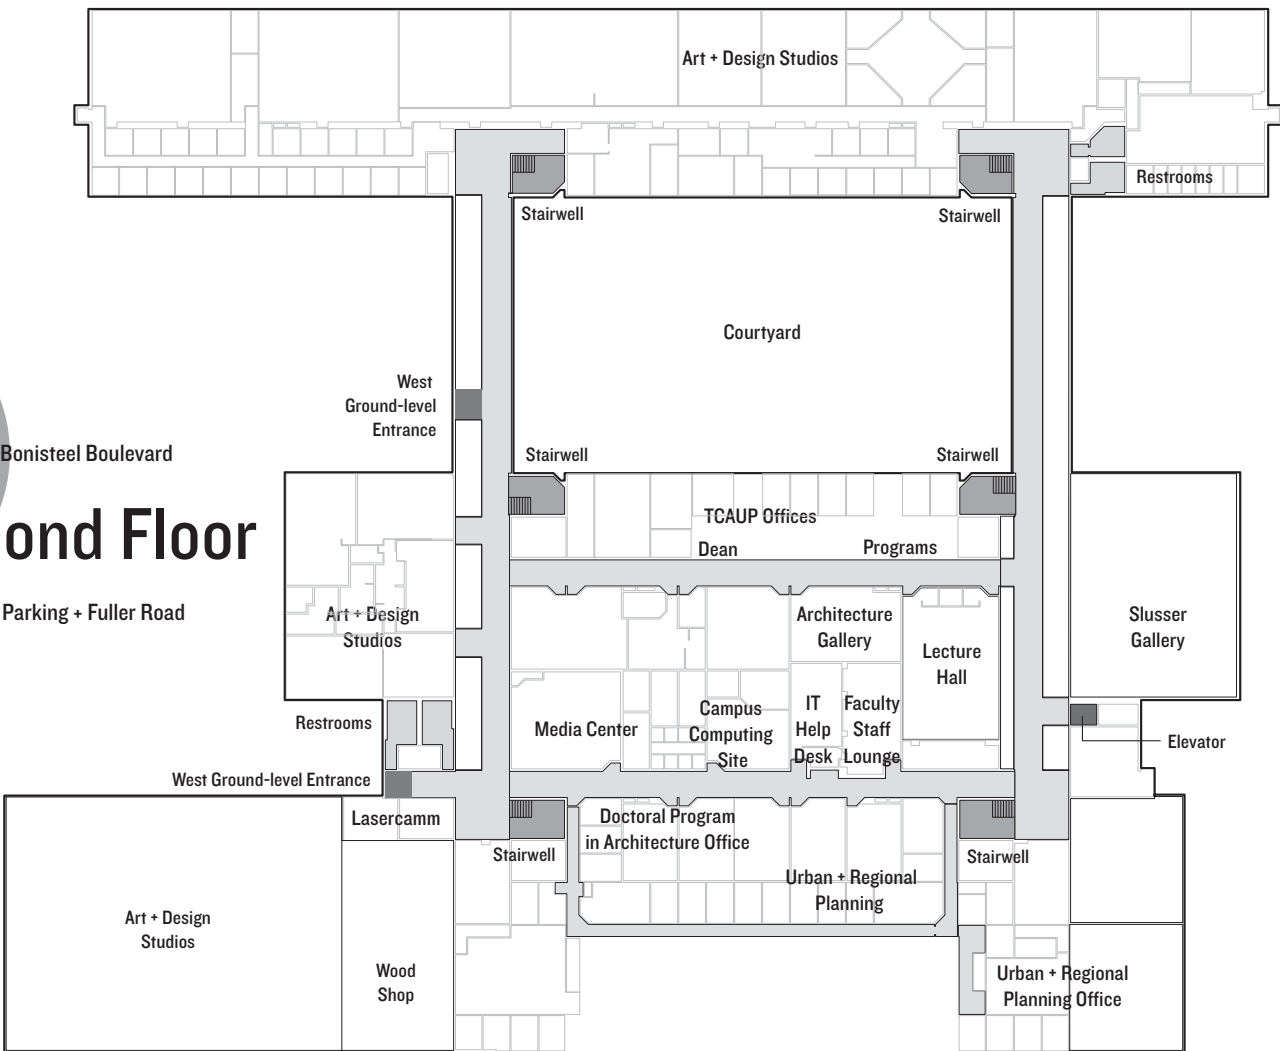 Art + Design Studios
Restrooms
Stairwell
Stairwell
Courtyard
West
Ground-level
Entrance
Bonisteel Boulevard
Stairwell
Stairwell
ond Floor
TCAUP Offices
Dean
Programs
Parking + Fuller Road
Art + Design
Studios
Architecture
Gallery
Lecture
Hall
Slusser
Gallery
Restrooms
Media Center
Campus
Computing
Site
IT
Help
Desk
Faculty
Staff
Lounge
Elevator
West Ground-level Entrance
Lasercamm
Doctoral Program
in Architecture Office
Stairwell
Stairwell
Urban + Regional
Planning
Art + Design
Studios
Wood
Shop
Urban + Regional
Planning Office